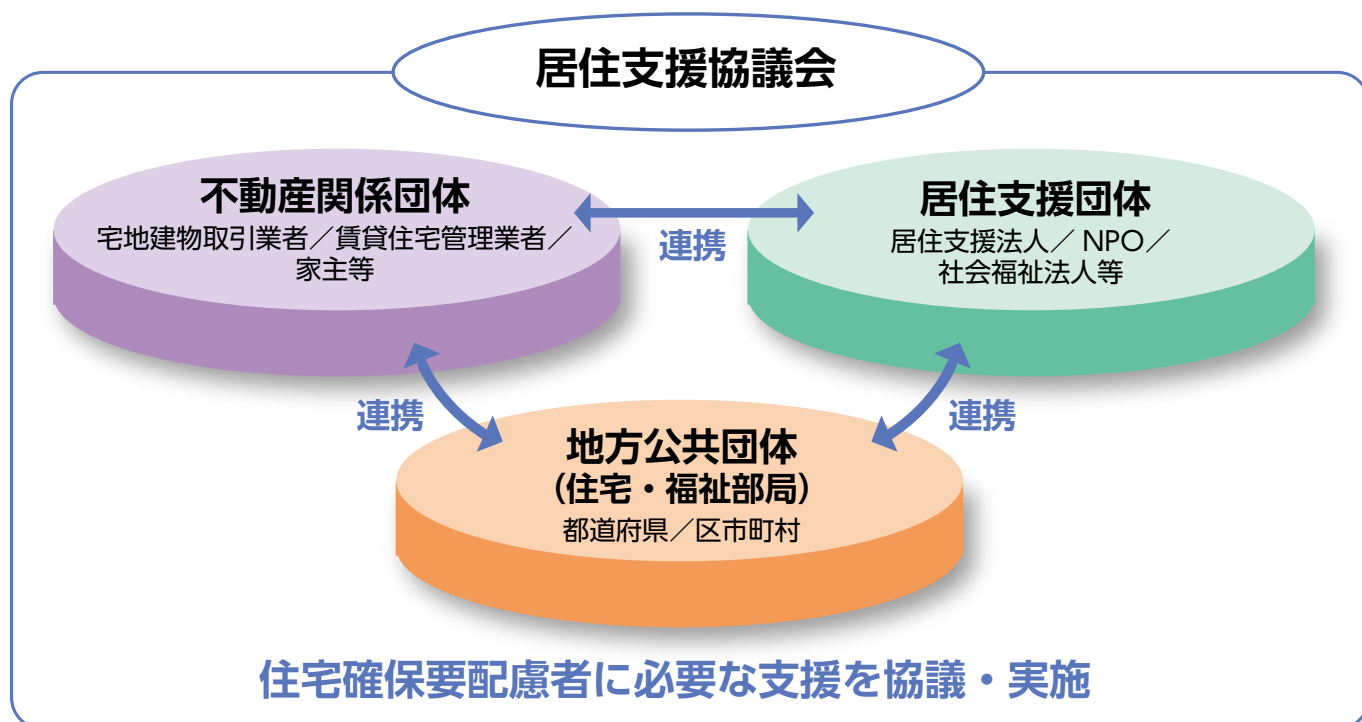 居住支援協議会
不動産関係団体
宅地建物取引業者／賃貸住宅管理業者／
家主等
連携
居住支援団体
居住支援法人／NPO／
社会福祉法人等
連携
連携
地方公共団体
（住宅・福祉部局）
都道府県／区市町村
住宅確保要配慮者に必要な支援を協議・実施